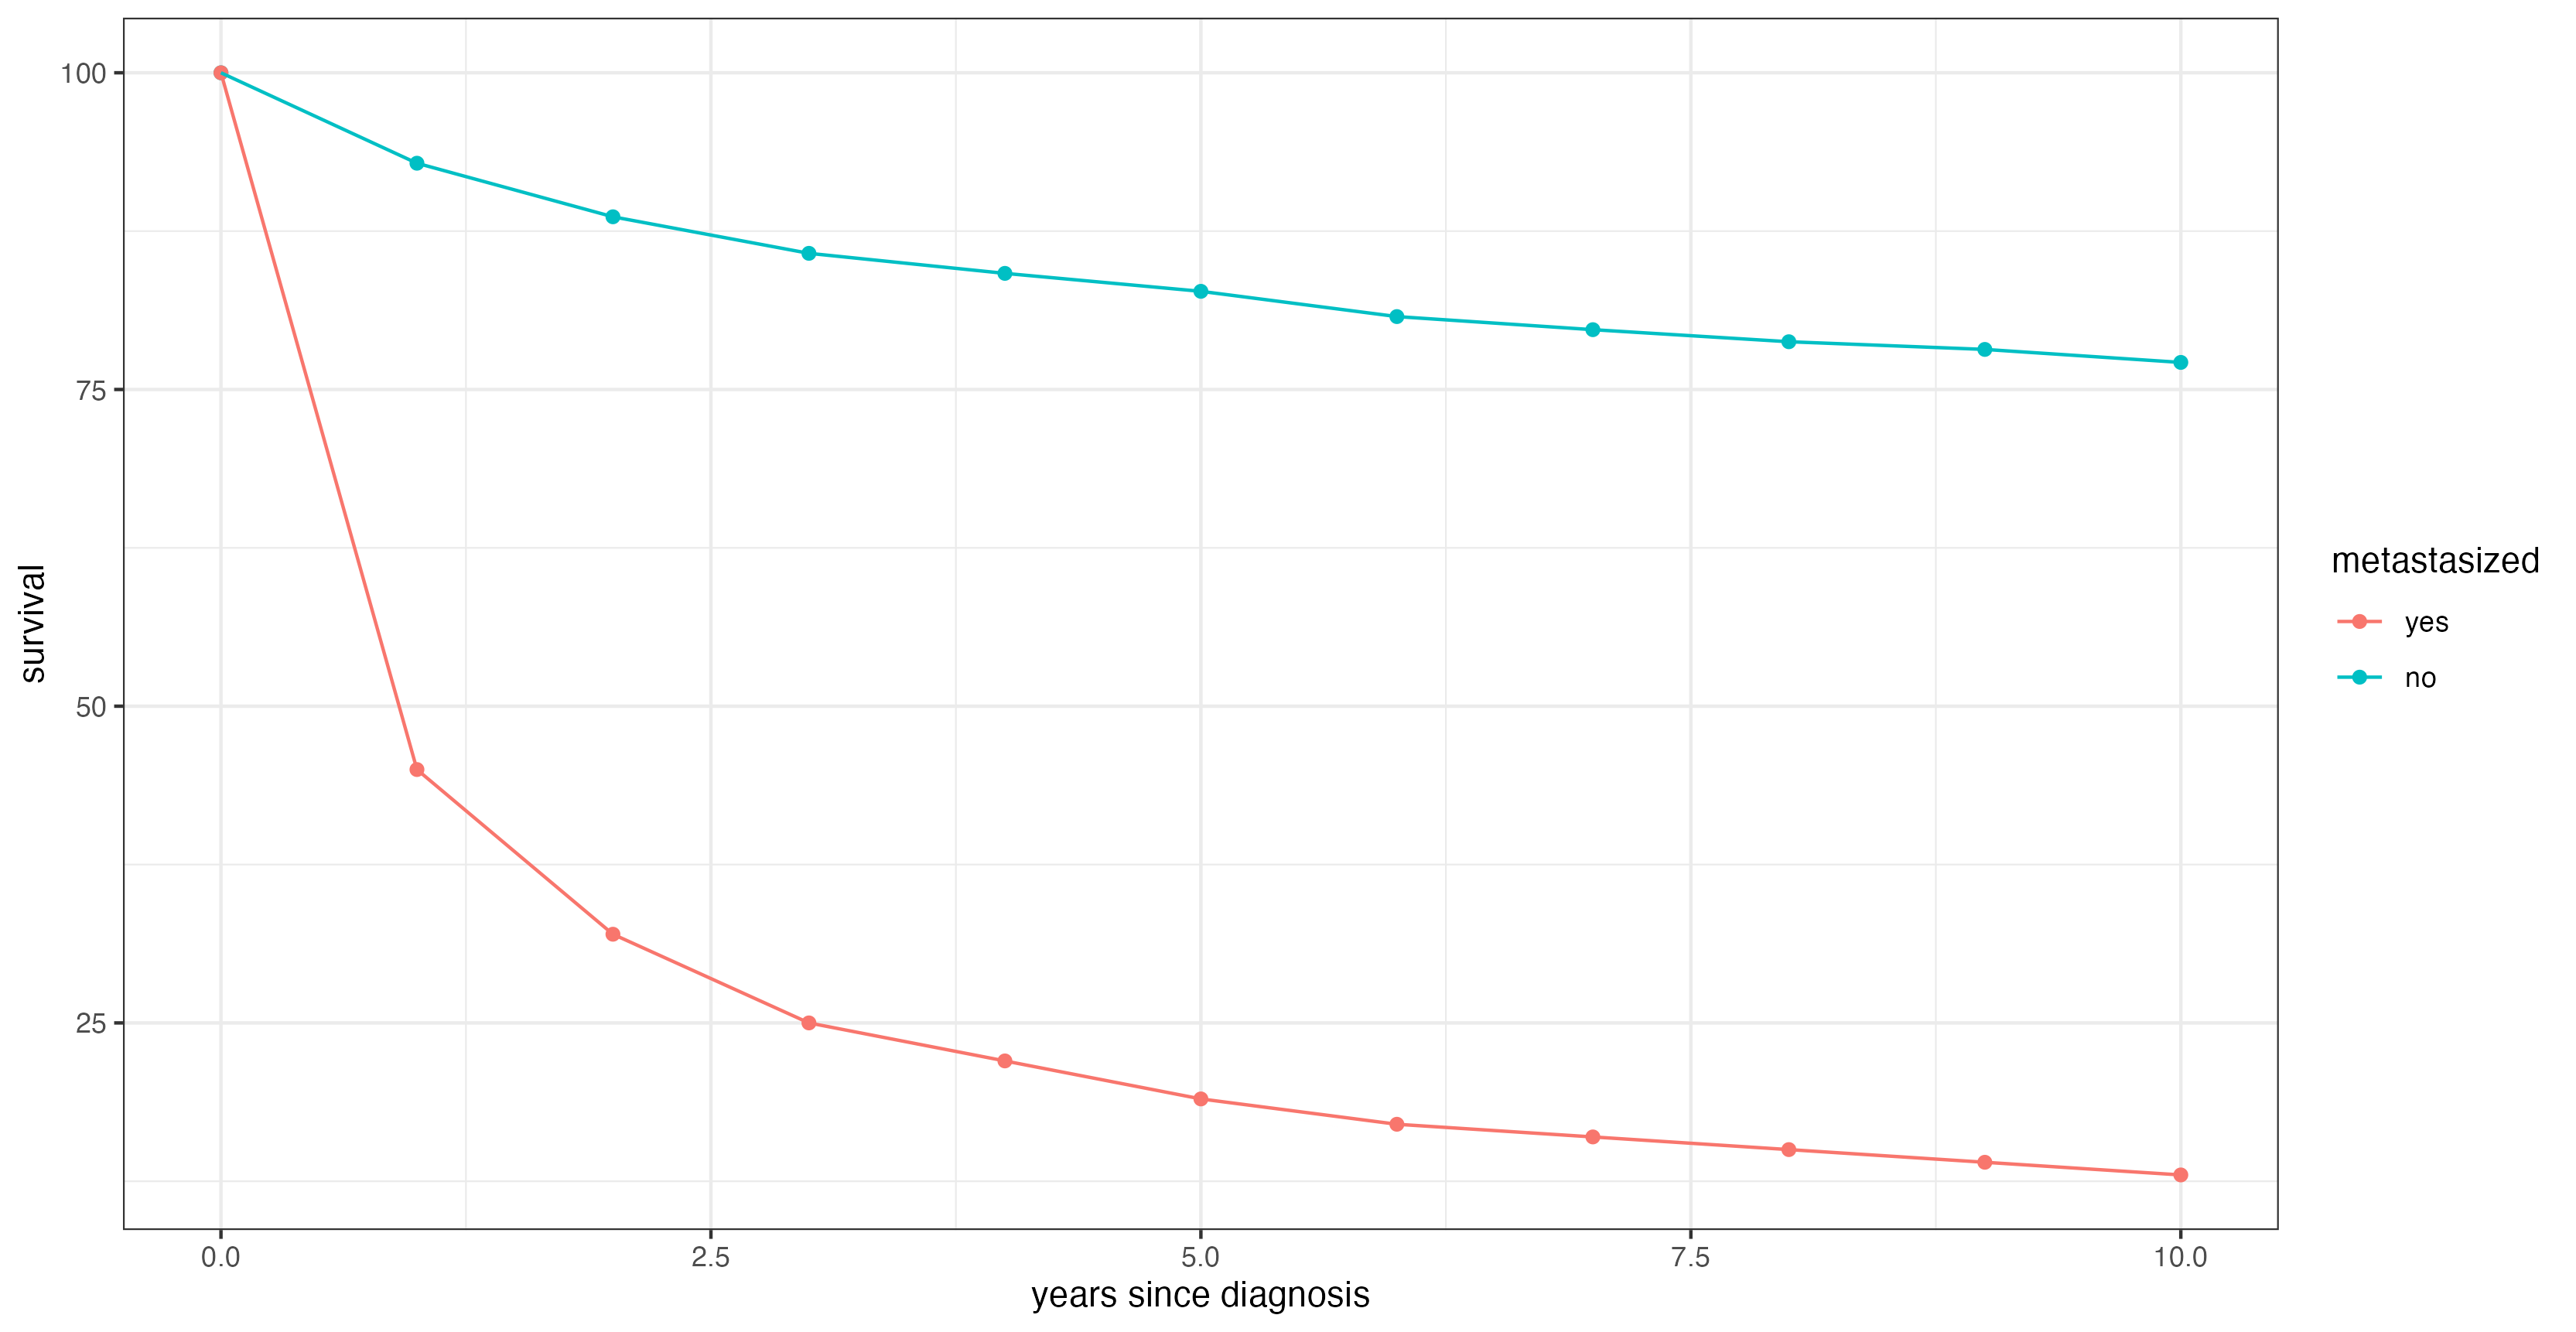 100
75
50
25
survival
0.0 2.5 5.0 7.5 10.0
years since diagnosis
metastasized
yes
no